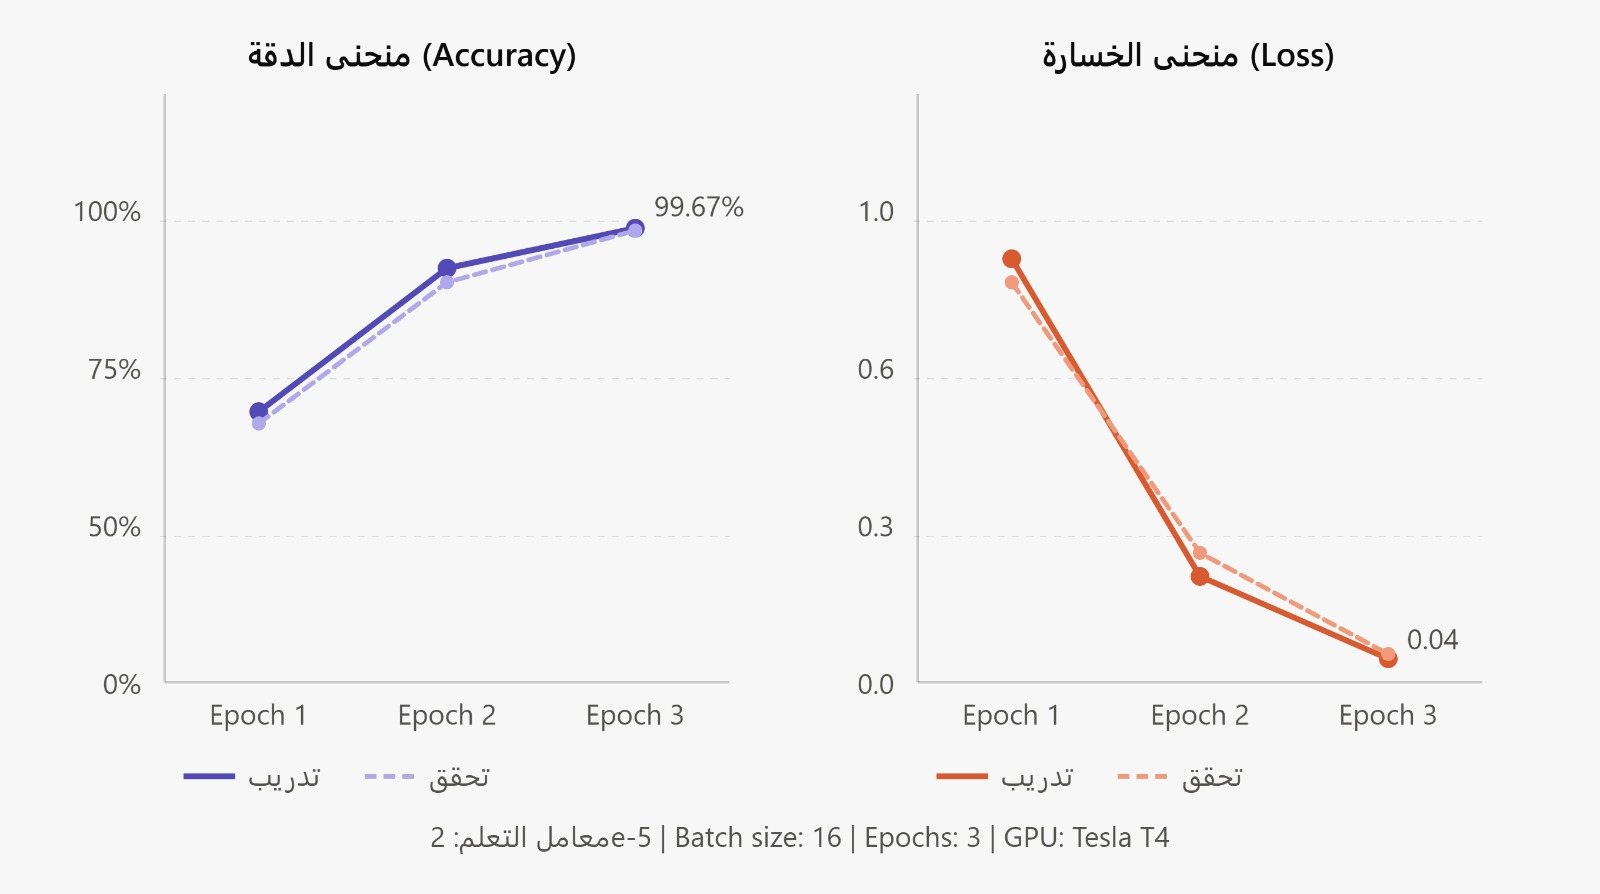 منحنى الدقة (Accuracy)
100%
75%
50%
0%
99.67%
Epoch 1
Epoch 2
Epoch 3
تدريب
تحقق
منحنى الخسارة (Loss)
1.0
0.6
0.3
0.0
0.04
Epoch 1
Epoch 2
Epoch 3
تدريب
تحقق
معامل التعلم: 2e-5 | Batch size: 16 | Epochs: 3 | GPU: Tesla T4